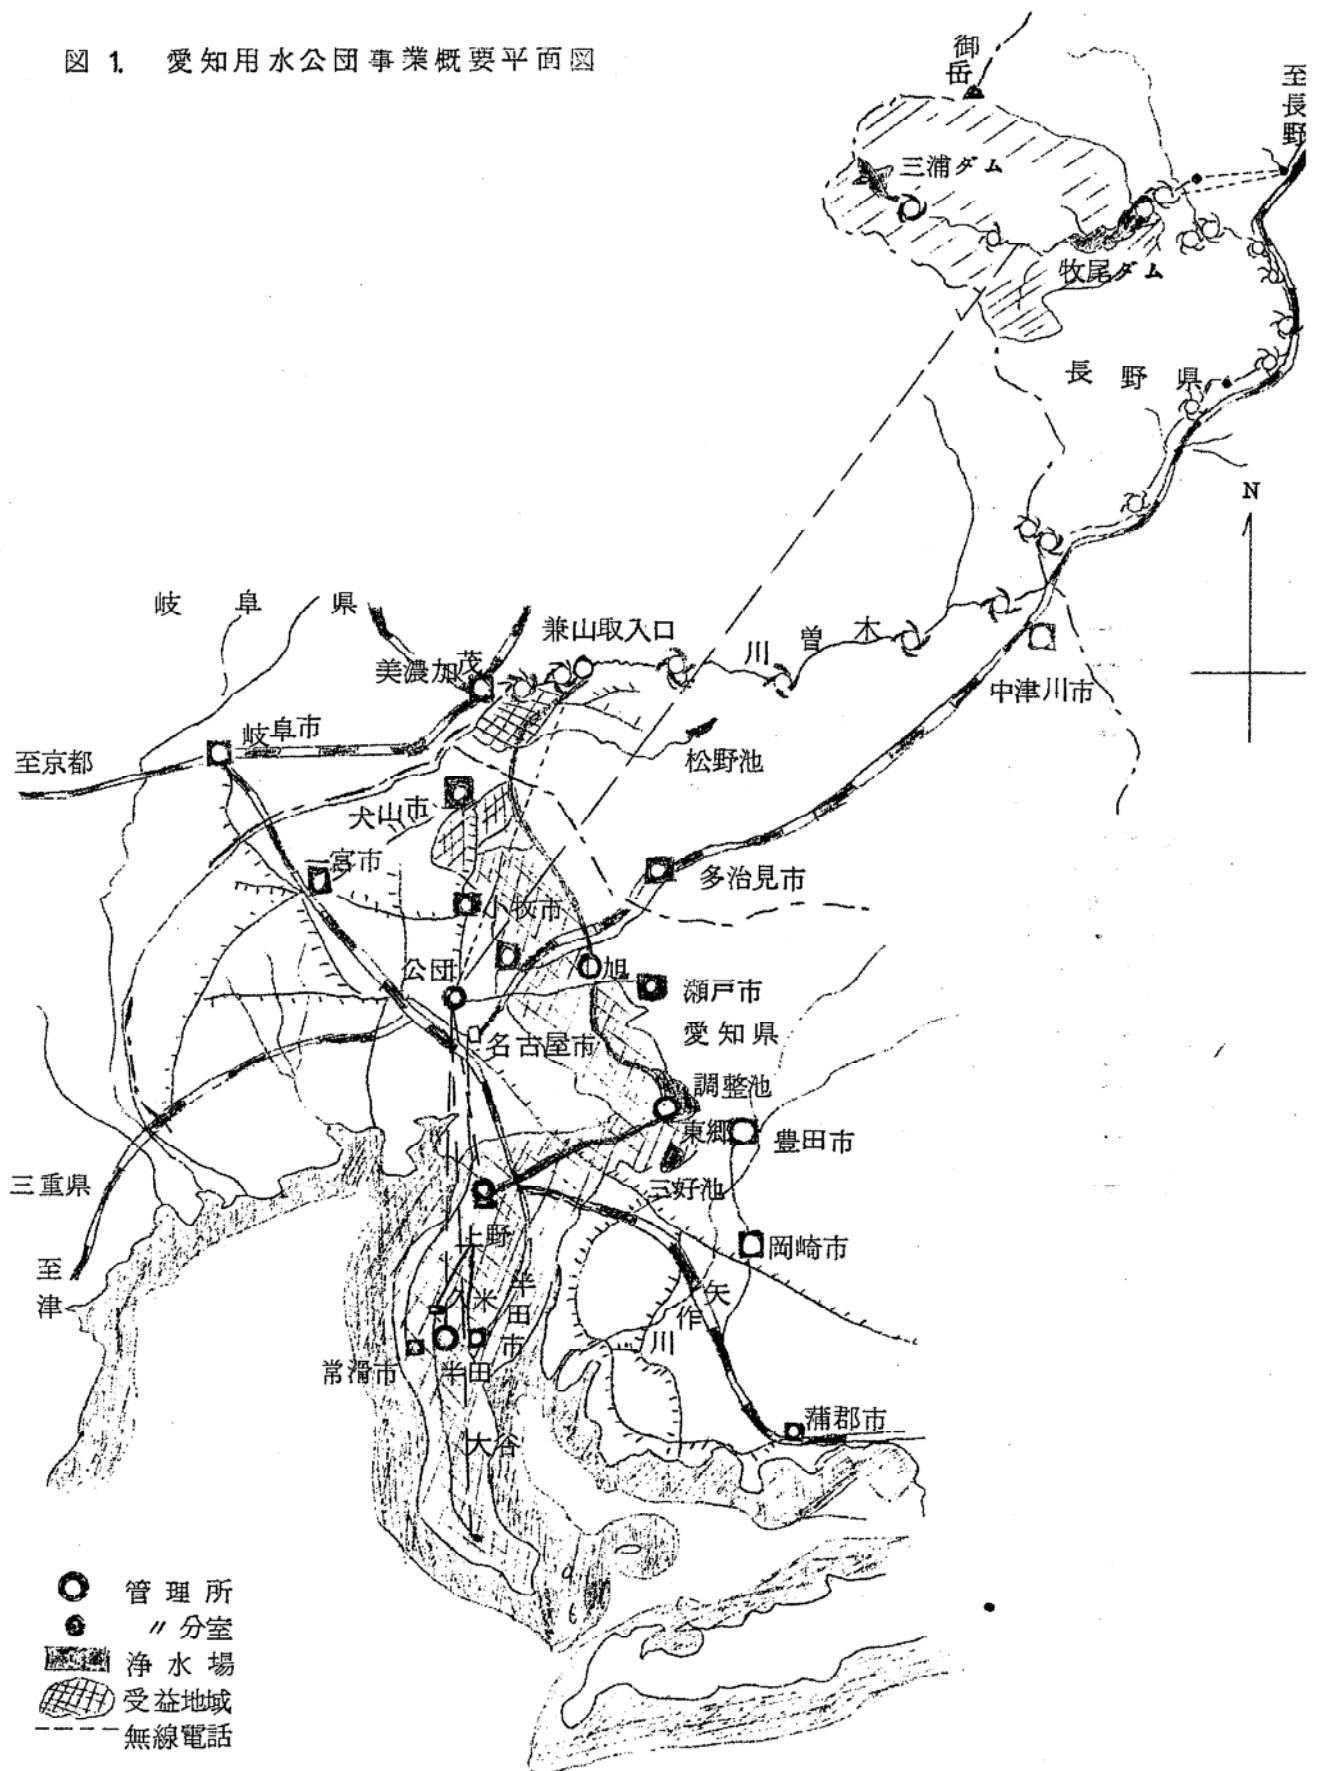 図 1. 愛知用水公団事業概要平面図
御岳
至長野
三浦ダム
牧尾ダム
長野県
N
岐阜県
兼山取入口
美濃加茂
川曽木
中津川市
岐阜市
至京都
松野池
犬山市
一宮市
多治見市
小牧市
公団
旭
瀬戸市
愛知県
名古屋市
調整池
東郷
豊田市
三重県
三好池
上野
岡崎市
至津
久米
半田市
矢作川
常滑市
半田
大谷
蒲郡市
管理所
〃分室
浄水場
受益地域
無線電話